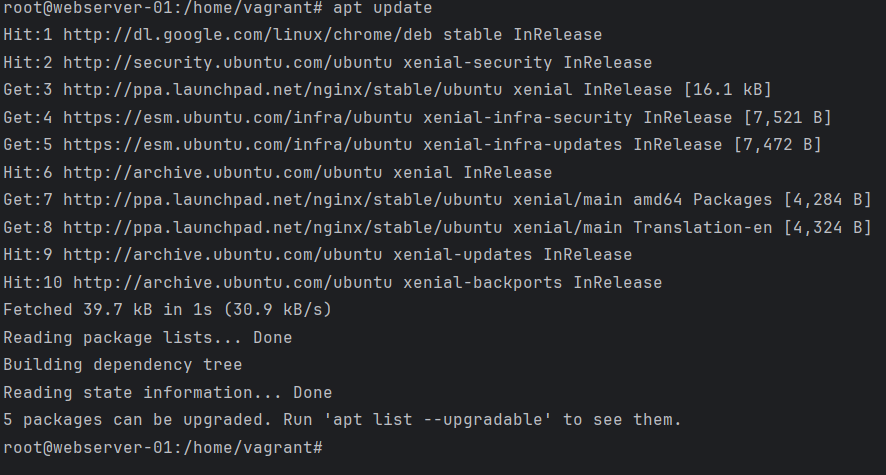 root@webserver-01:/home/vagrant# apt update
Hit:1 http://dl.google.com/linux/chrome/deb stable InRelease
Hit:2 http://security.ubuntu.com/ubuntu xenial-security InRelease
Get:3 http://ppa.launchpad.net/nginx/stable/ubuntu xenial InRelease [16.1 kB]
Get:4 https://esm.ubuntu.com/infra/ubuntu xenial-infra-security InRelease [7,521 B]
Get:5 https://esm.ubuntu.com/infra/ubuntu xenial-infra-updates InRelease [7,472 B]
Hit:6 http://archive.ubuntu.com/ubuntu xenial InRelease
Get:7 http://ppa.launchpad.net/nginx/stable/ubuntu xenial/main amd64 Packages [4,284 B]
Get:8 http://ppa.launchpad.net/nginx/stable/ubuntu xenial/main Translation-en [4,324 B]
Hit:9 http://archive.ubuntu.com/ubuntu xenial-updates InRelease
Hit:10 http://archive.ubuntu.com/ubuntu xenial-backports InRelease
Fetched 39.7 kB in 1s (30.9 kB/s)
Reading package lists... Done
Building dependency tree
Reading state information... Done
5 packages can be upgraded. Run 'apt list --upgradable' to see them.
root@webserver-01:/home/vagrant#